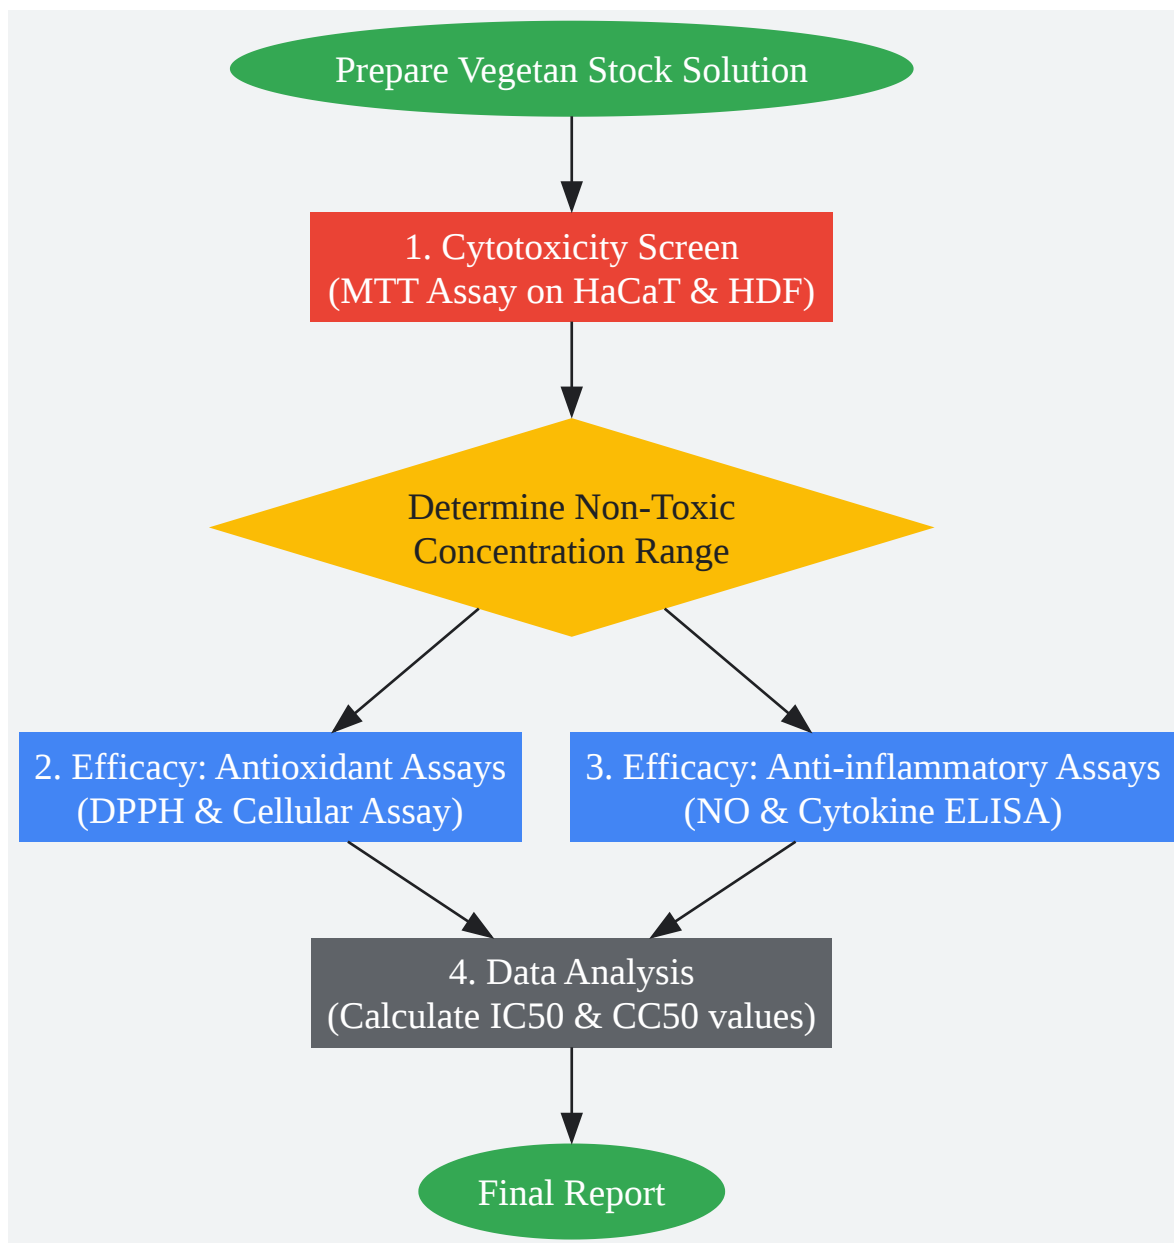 Prepare Vegetan Stock Solution
1. Cytotoxicity Screen
(MTT Assay on HaCaT & HDF)
Determine Non-Toxic
Concentration Range
2. Efficacy: Antioxidant Assays
(DPPH & Cellular Assay)
3. Efficacy: Anti-inflammatory Assays
(NO & Cytokine ELISA)
4. Data Analysis
(Calculate IC50 & CC50 values)
Final Report